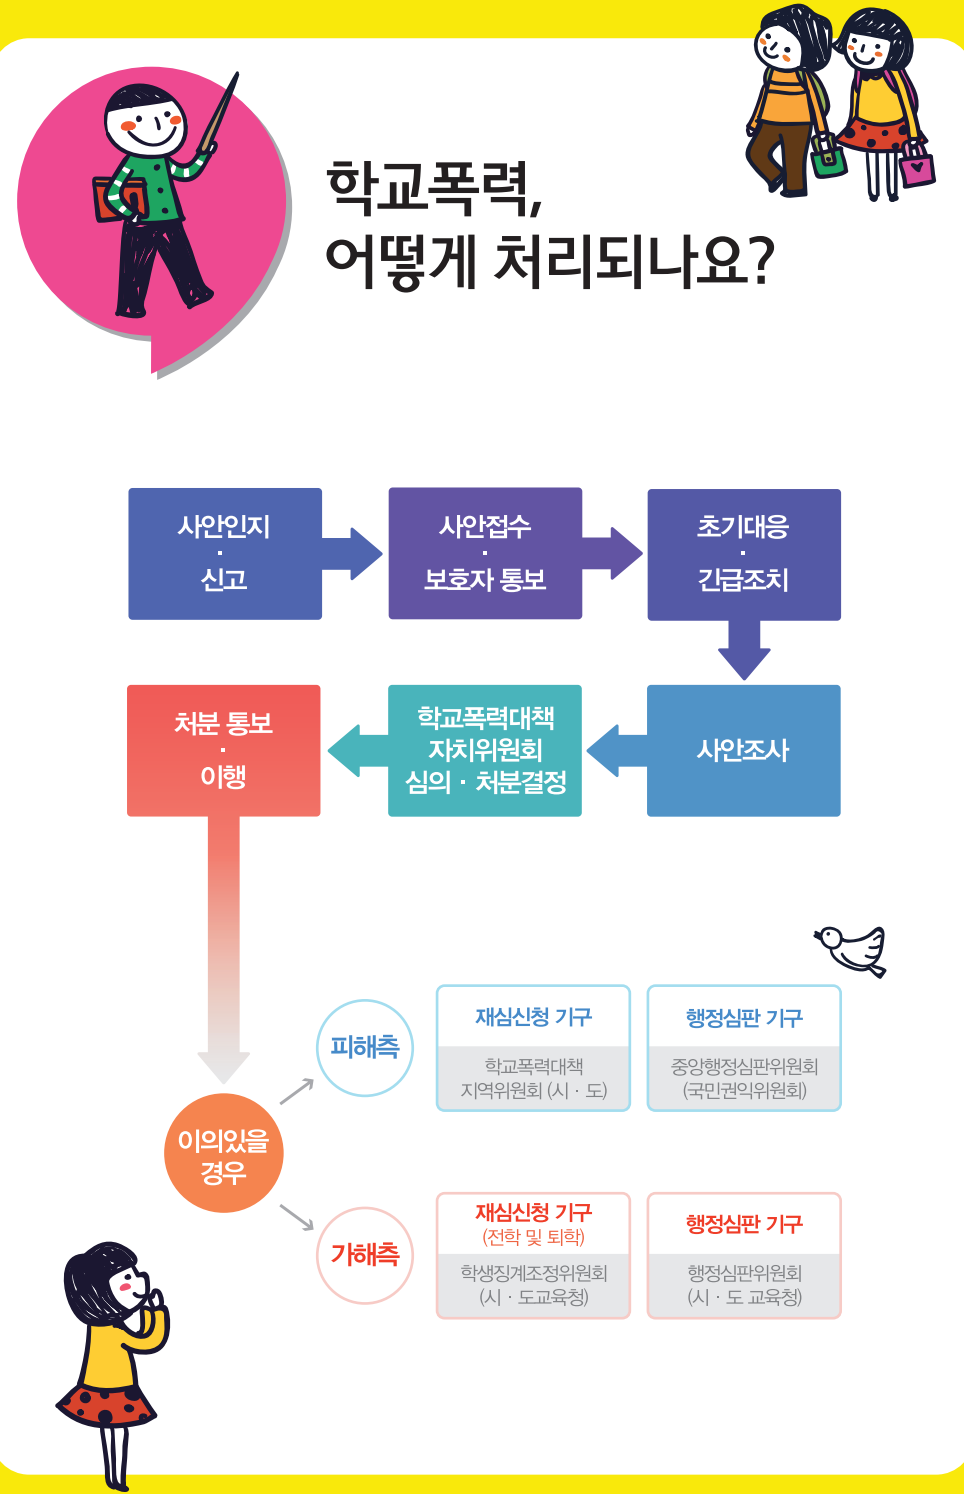 학교폭력,
어떻게 처리되나요?
사안인지
·
신고
사안접수
·
보호자 통보
초기대응
·
긴급조치
처분 통보
·
이행
학교폭력대책
자치위원회
심의 · 처분결정
사안조사
이의있을
경우
피해측
재심신청 기구
학교폭력대책
지역위원회 (시 · 도)
행정심판 기구
중앙행정심판위원회
(국민권익위원회)
가해측
재심신청 기구
(전학 및 퇴학)
학생징계조정위원회
(시 · 도교육청)
행정심판 기구
행정심판위원회
(시 · 도 교육청)